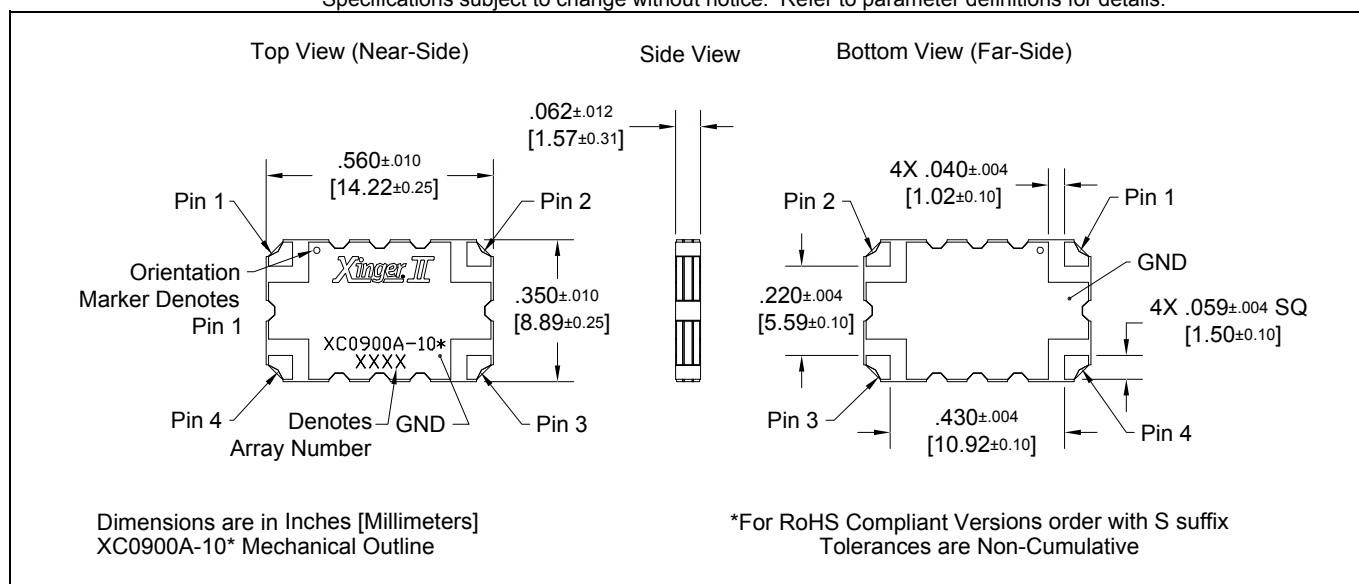 Specifications subject to change without notice. Refer to parameter definitions for details.
Top View (Near-Side)
Side View
Bottom View (Far-Side)
.062±.012
[1.57±0.31]
.560±.010
[14.22±0.25]
4X .040±.004
[1.02±0.10]
Pin 1
Pin 2
Pin 2
Pin 1
Orientation
Marker Denotes
Pin 1
Xinger II
GND
.350±.010
[8.89±0.25]
.220±.004
[5.59±0.10]
4X .059±.004 SQ
[1.50±0.10]
XC0900A-10*
XXXX
Pin 4
Denotes
Array Number
GND
Pin 3
Pin 3
.430±.004
[10.92±0.10]
Pin 4
Dimensions are in Inches [Millimeters]
XC0900A-10* Mechanical Outline
*For RoHS Compliant Versions order with S suffix
Tolerances are Non-Cumulative